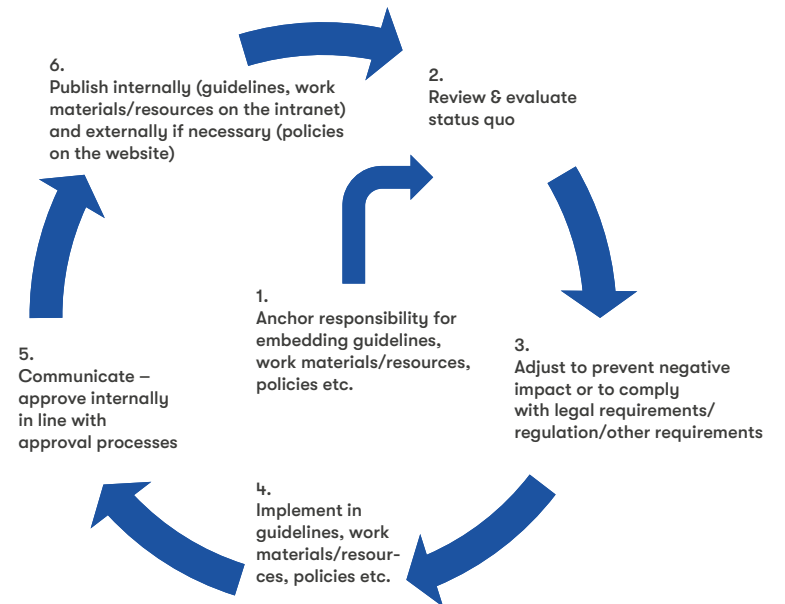 1.
Anchor responsibility for
embedding guidelines,
work materials/resources,
policies etc.
2.
Review & evaluate
status quo
3.
Adjust to prevent negative
impact or to comply
with legal requirements/
regulation/other requirements
4.
Implement in
guidelines, work
materials/resour-
ces, policies etc.
5.
Communicate –
approve internally
in line with
approval processes
6.
Publish internally (guidelines, work
materials/resources on the intranet)
and externally if necessary (policies
on the website)